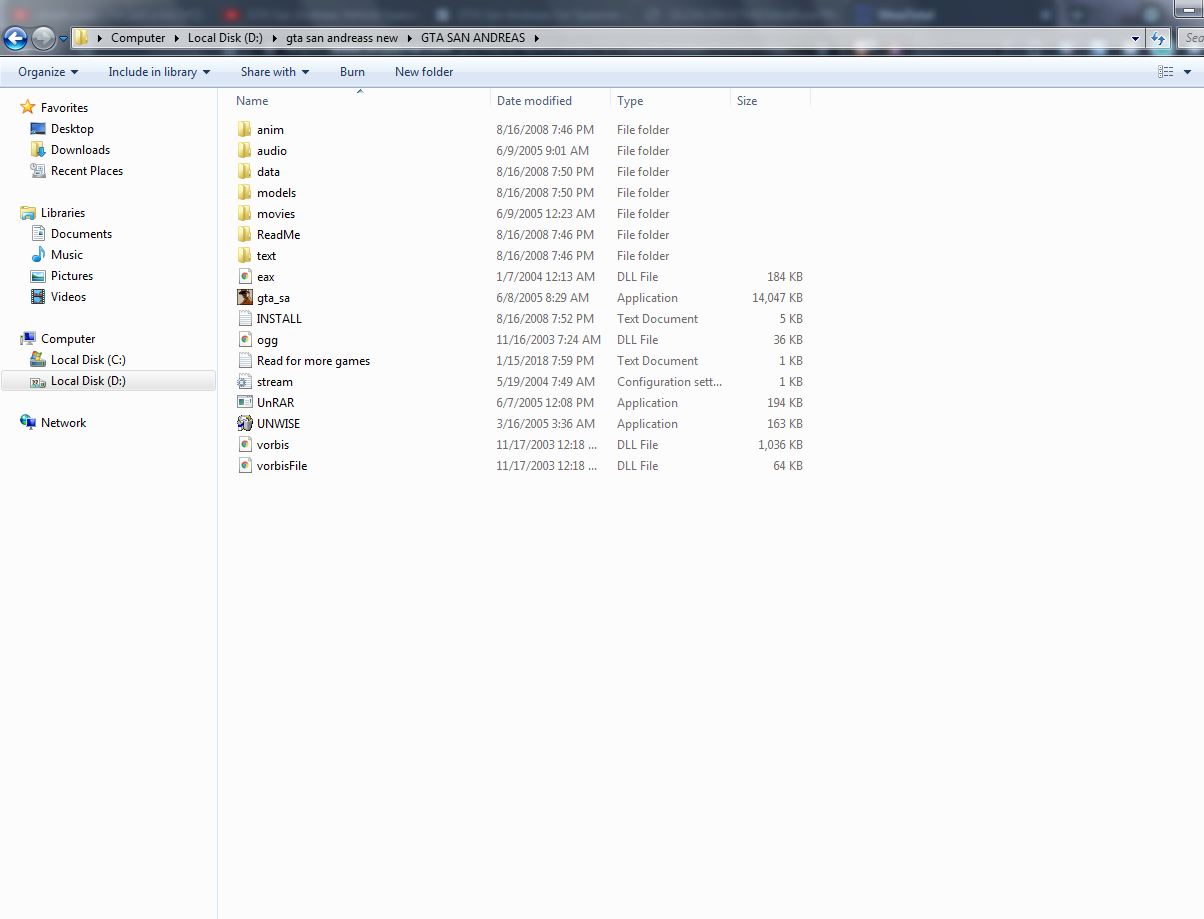 Computer Local Disk (D:) gta san andreass new GTA SAN ANDREAS Sea
Organize Include in library Share with Burn New folder
Favorites
Desktop
Downloads
Recent Places
Libraries
Documents
Music
Pictures
Videos
Computer
Local Disk (C:)
Local Disk (D:)
Network
Name Date modified Type Size
anim 8/16/2008 7:46 PM File folder
audio 6/9/2005 9:01 AM File folder
data 8/16/2008 7:50 PM File folder
models 8/16/2008 7:50 PM File folder
movies 6/9/2005 12:23 AM File folder
ReadMe 8/16/2008 7:46 PM File folder
text 8/16/2008 7:46 PM File folder
eax 1/7/2004 12:13 AM DLL File 184 KB
gta_sa 6/8/2005 8:29 AM Application 14,047 KB
INSTALL 8/16/2008 7:52 PM Text Document 5 KB
ogg 11/16/2003 7:24 AM DLL File 36 KB
Read for more games 1/15/2018 7:59 PM Text Document 1 KB
stream 5/19/2004 7:49 AM Configuration sett... 1 KB
UnRAR 6/7/2005 12:08 PM Application 194 KB
UNWISE 3/16/2005 3:36 AM Application 163 KB
vorbis 11/17/2003 12:18 ... DLL File 1,036 KB
vorbisFile 11/17/2003 12:18 ... DLL File 64 KB